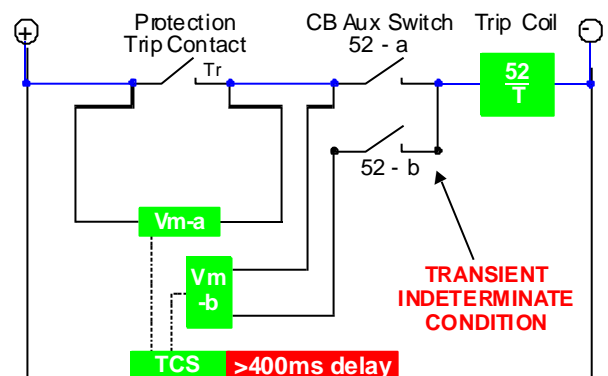 +
Protection
Trip Contact
CB Aux Switch
52 - a
Trip Coil
-
Tr
52
T
52 - b
Vm-a
Vm
-b
TRANSIENT
INDETERMINATE
CONDITION
TCS
>400ms delay